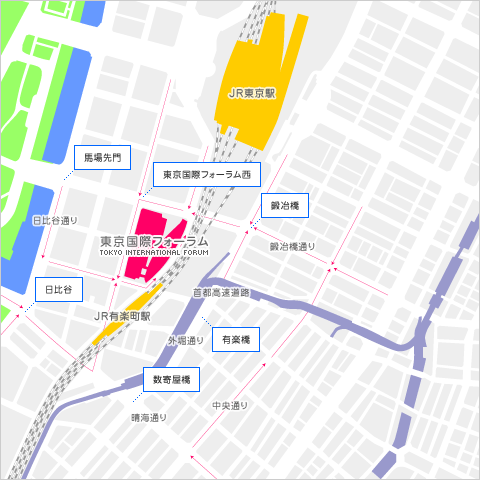 JR東京駅
馬場先門
東京国際フォーラム西
鍛冶橋
日比谷通り
東京国際フォーラム
TOKYO INTERNATIONAL FORUM
鍛冶橋通り
日比谷
首都高速道路
JR有楽町駅
外堀通り
有楽橋
数寄屋橋
中央通り
晴海通り